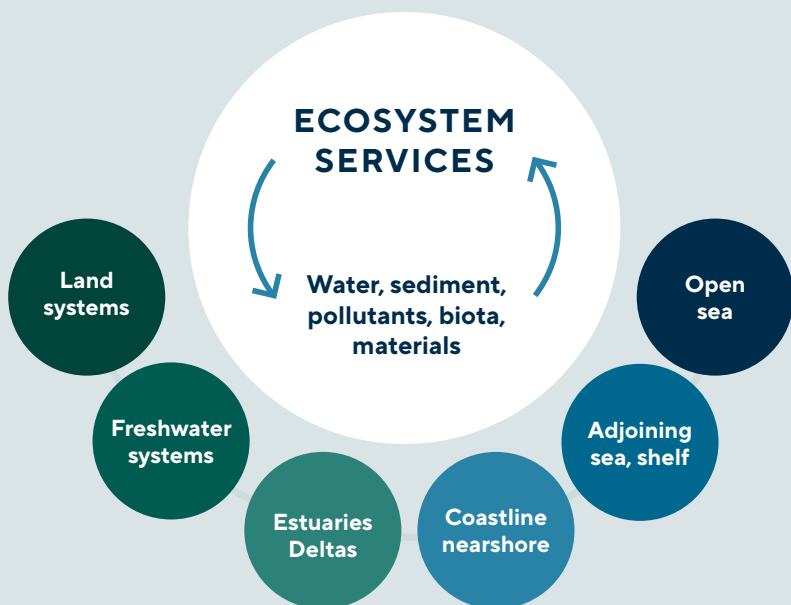 ECOSYSTEM
SERVICES
Water, sediment,
pollutants, biota,
materials
Land
systems
Freshwater
systems
Estuaries
Deltas
Coastline
nearshore
Adjoining
sea, shelf
Open
sea